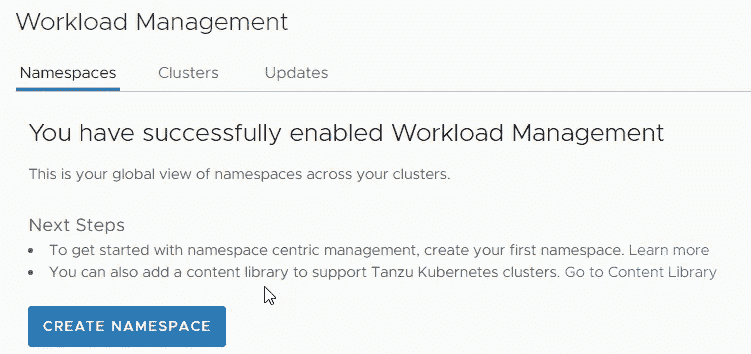 Workload Management
Namespaces Clusters Updates
You have successfully enabled Workload Management
This is your global view of namespaces across your clusters.
Next Steps
• To get started with namespace centric management, create your first namespace. Learn more
• You can also add a content library to support Tanzu Kubernetes clusters. Go to Content Library
CREATE NAMESPACE